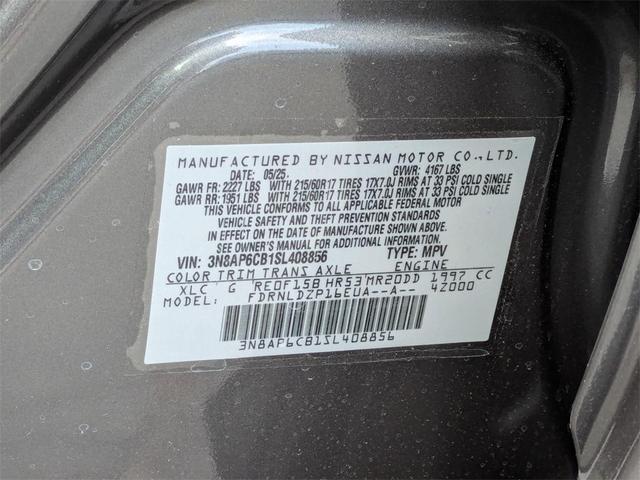 MANUFACTURED BY NISSAN MOTOR CO., LTD.
DATE: 05/25 GVWR: 4167 LBS
GAWR FR: 2227 LBS WITH 215/60R17 TIRES 17X7.0J RIMS AT 33 PSI COLD SINGLE
GAWR RR: 1951 LBS WITH 215/60R17 TIRES 17X7.0J RIMS AT 33 PSI COLD SINGLE
THIS VEHICLE CONFORMS TO ALL APPLICABLE FEDERAL MOTOR
VEHICLE SAFETY AND THEFT PREVENTION STANDARDS
IN EFFECT ON THE DATE OF MANUFACTURE SHOWN ABOVE.
SEE OWNER'S MANUAL FOR ADDITIONAL INFORMATION.
VIN: 3N8AP6CB1SL408856 TYPE: MPV
COLOR TRIM TRANS AXLE ENGINE
XLC G RE0F15B HR53 MR20DD 1997 CC
MODEL: FDRNLDZP16EUA--A-- 42000
3N8AP6CB1SL408856